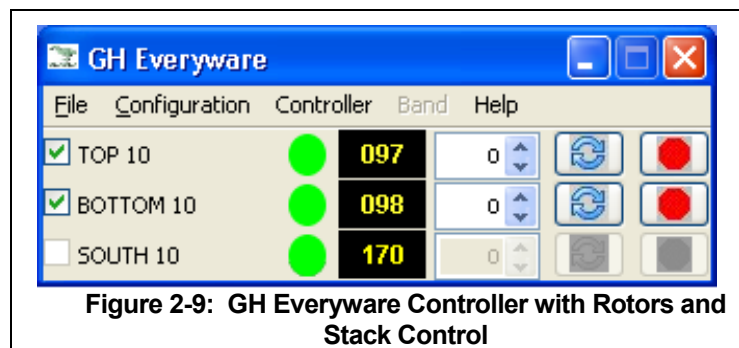 GH Everyware
File Configuration Controller Band Help
TOP 10 097 0
BOTTOM 10 098 0
SOUTH 10 170 0
Figure 2-9: GH Everyware Controller with Rotors and
Stack Control